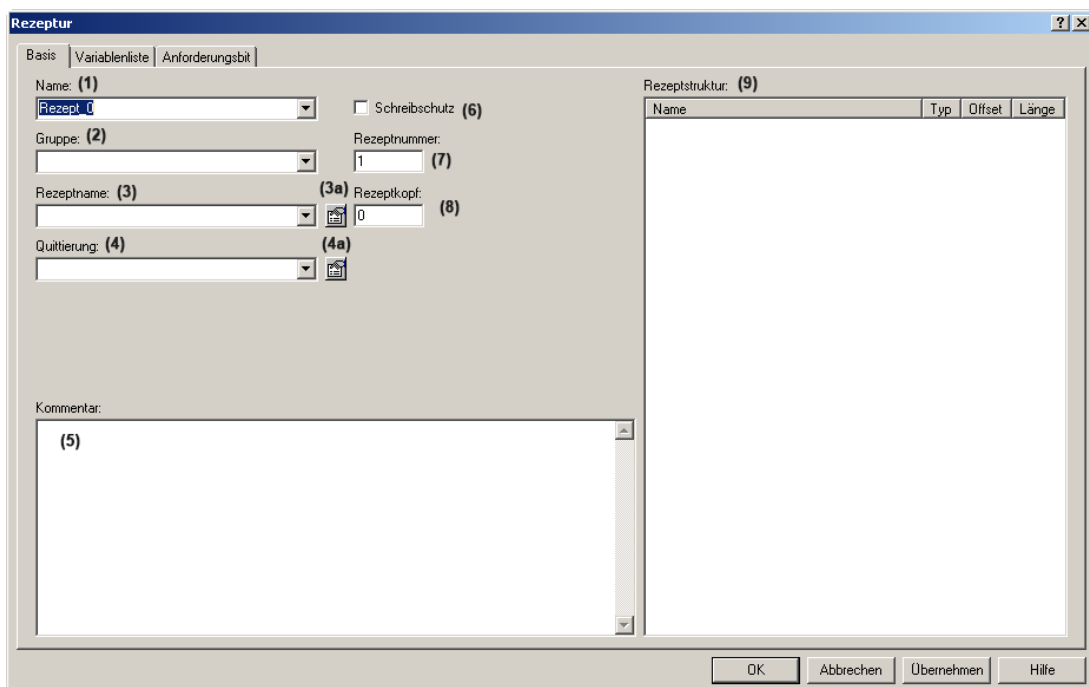 Rezeptur
Basis Variablenliste Anforderungsbit
Name: (1)
Rezept_0
Schreibschutz (6)
Gruppe: (2)
Rezeptnummer:
1 (7)
Rezeptname: (3)
(3a) Rezeptkopf:
0 (8)
Quittierung: (4)
(4a)
Kommentar:
(5)
Rezeptstruktur: (9)
Name Typ Offset Länge
OK Abbrechen Übernehmen Hilfe